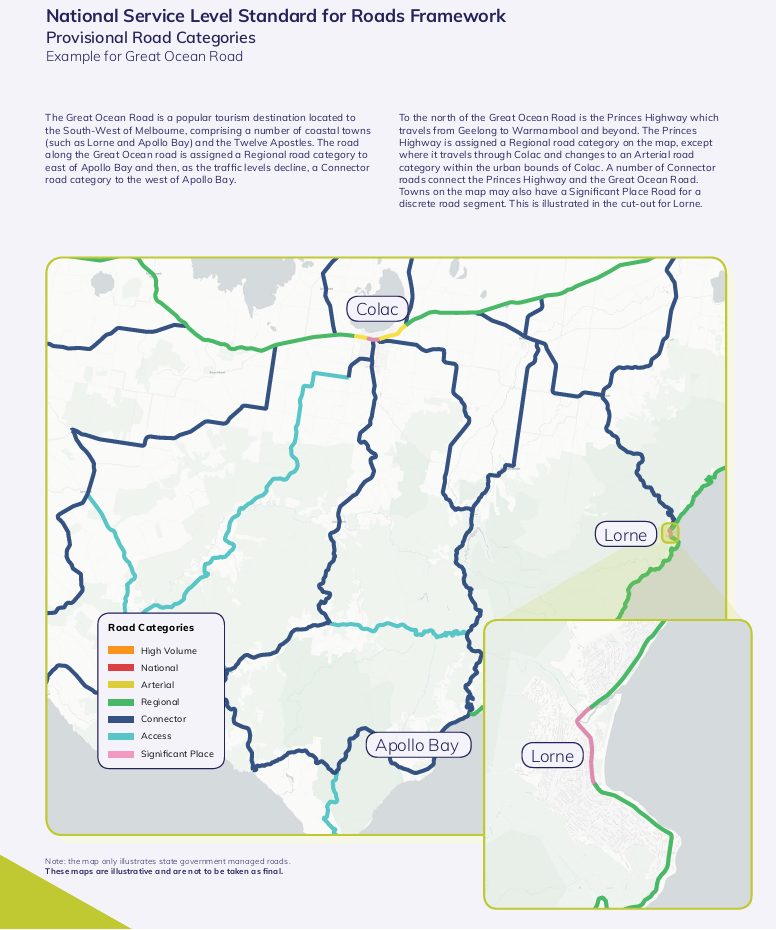 National Service Level Standard for Roads Framework
Provisional Road Categories
Example for Great Ocean Road
The Great Ocean Road is a popular tourism destination located to
the South-West of Melbourne, comprising a number of coastal towns
(such as Lorne and Apollo Bay) and the Twelve Apostles. The road
along the Great Ocean road is assigned a Regional road category to
east of Apollo Bay and then, as the traffic levels decline, a Connector
road category to the west of Apollo Bay.
To the north of the Great Ocean Road is the Princes Highway which
travels from Geelong to Warrnambool and beyond. The Princes
Highway is assigned a Regional road category on the map, except
where it travels through Colac and changes to an Arterial road
category within the urban bounds of Colac. A number of Connector
roads connect the Princes Highway and the Great Ocean Road.
Towns on the map may also have a Significant Place Road for a
discrete road segment. This is illustrated in the cut-out for Lorne.
Colac
Lorne
Road Categories
High Volume
National
Arterial
Regional
Connector
Access
Significant Place
Apollo Bay
Lorne
Note: the map only illustrates state government managed roads.
These maps are illustrative and are not to be taken as final.